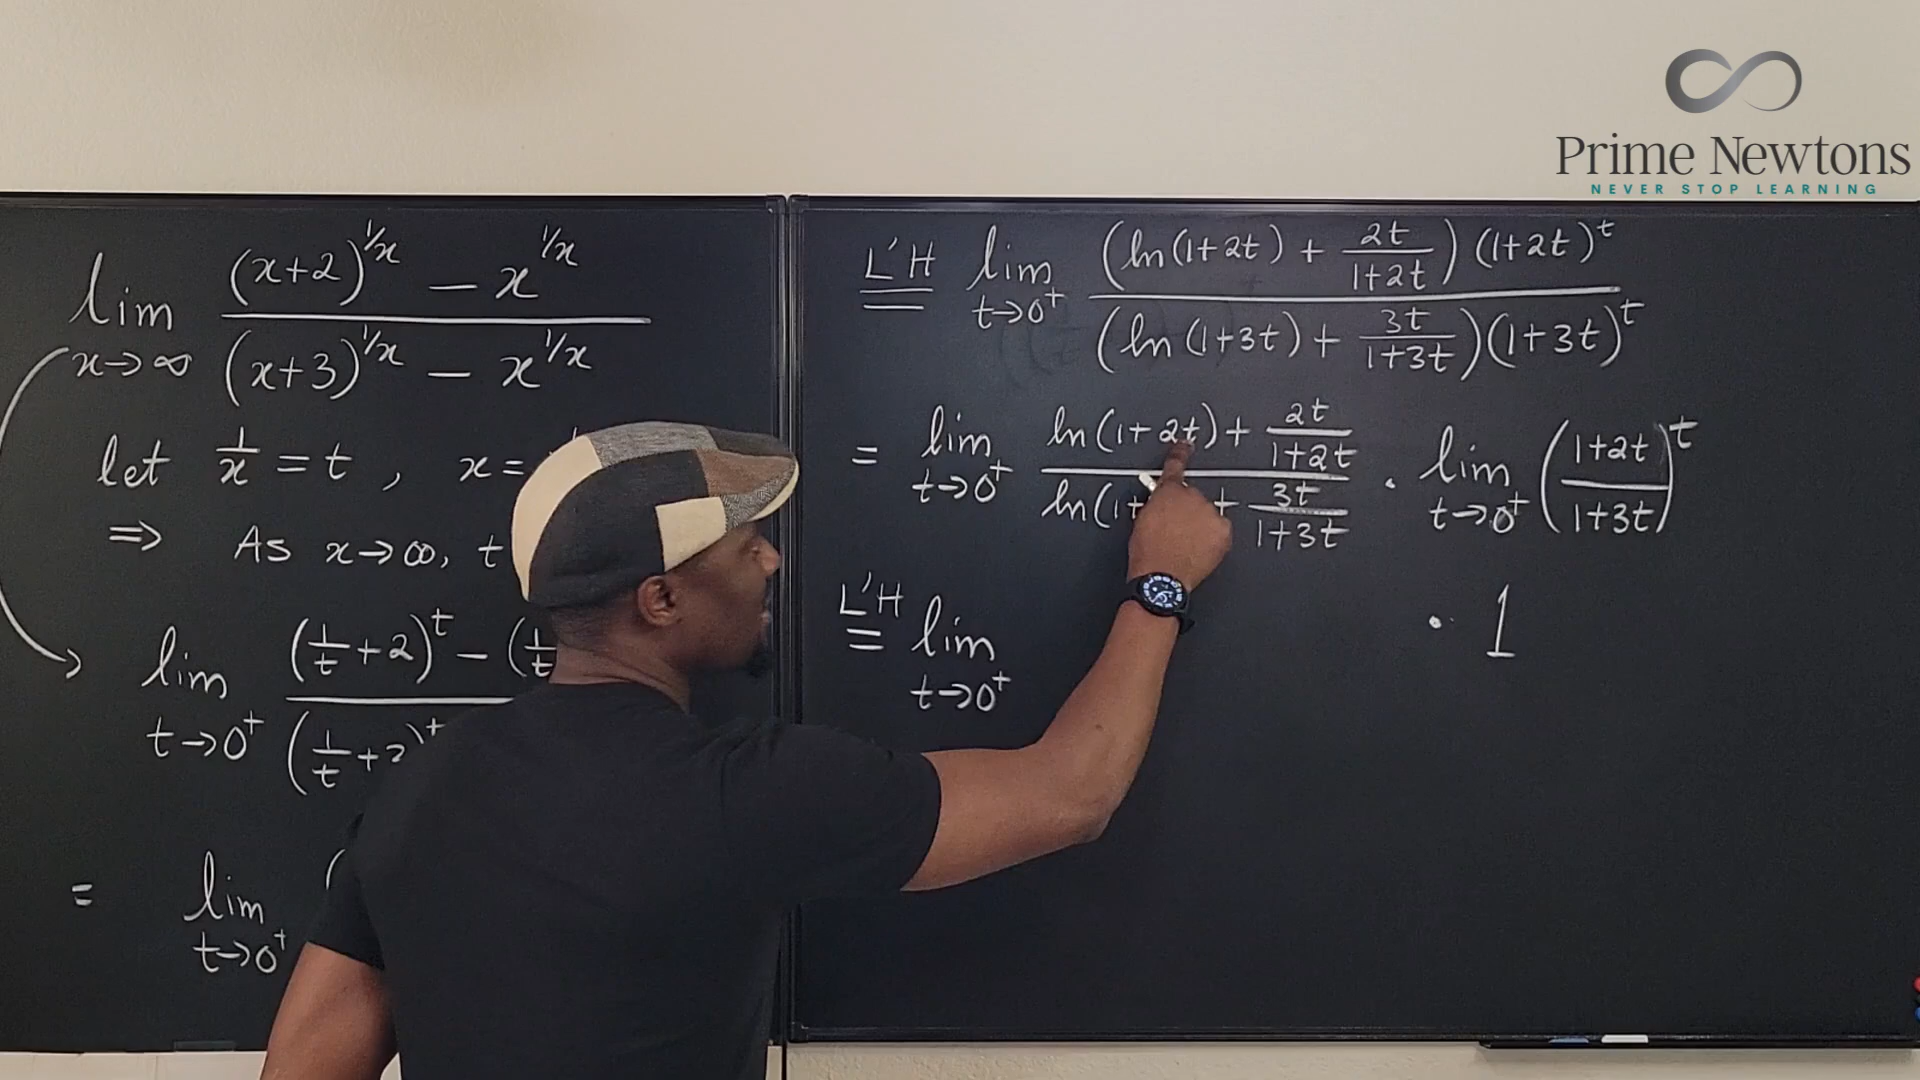 Prime Newtons
NEVER STOP LEARNING
lim x→∞ ((x+2)^(1/x) − x^(1/x)) / ((x+3)^(1/x) − x^(1/x))
let 1/x = t , x =
⇒ As x→∞, t
lim t→0⁺ (1/t + 2)^t − (1/t
(1/t +
= lim t→0⁺ (
L'H = lim t→0⁺ ((ln(1+2t) + 2t/(1+2t)) (1+2t)^t) / ((ln(1+3t) + 3t/(1+3t)) (1+3t)^t)
= lim t→0⁺ (ln(1+2t) + 2t/(1+2t)) / (ln(1+ + 3t/(1+3t)) · lim t→0⁺ ((1+2t)/(1+3t))^t
L'H = lim t→0⁺ · 1